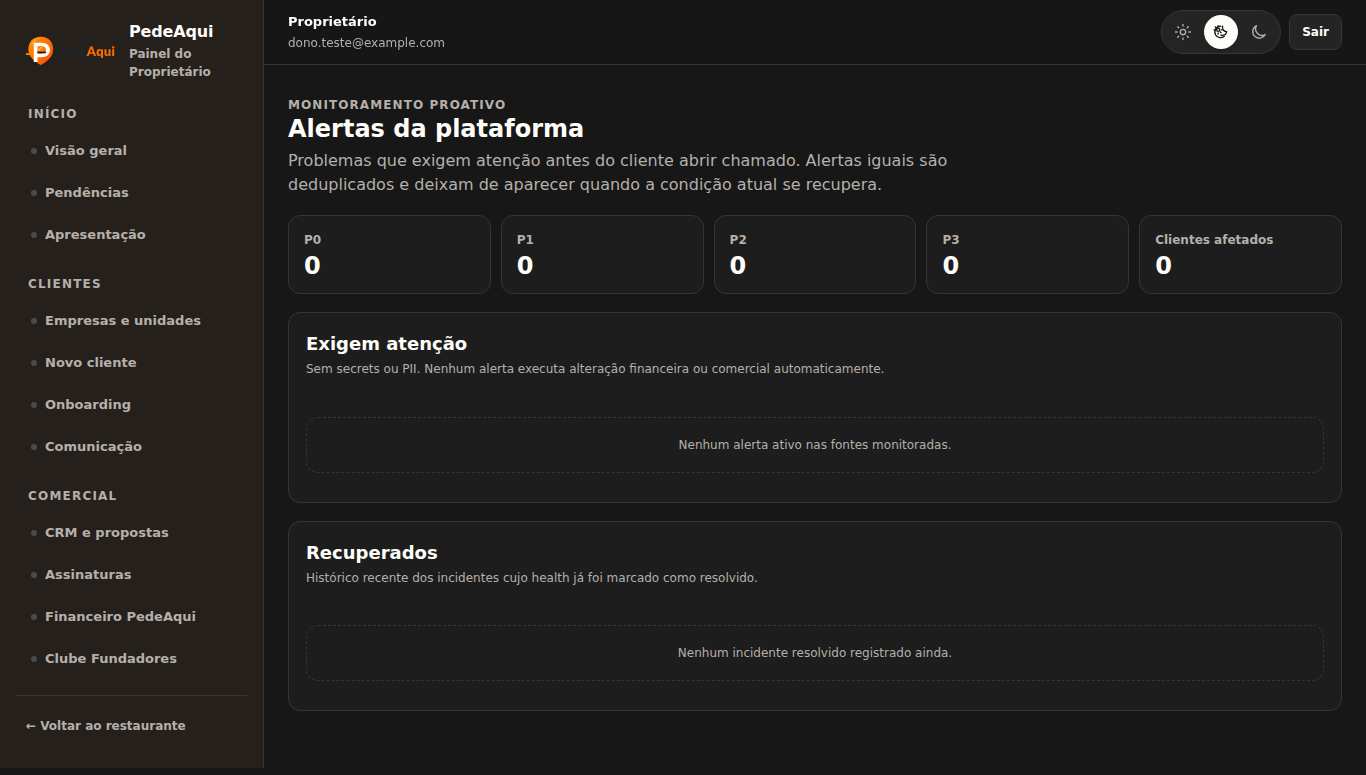 P
Aqui
PedeAqui
Painel do
Proprietário
INÍCIO
Visão geral
Pendências
Apresentação
CLIENTES
Empresas e unidades
Novo cliente
Onboarding
Comunicação
COMERCIAL
CRM e propostas
Assinaturas
Financeiro PedeAqui
Clube Fundadores
← Voltar ao restaurante
Proprietário
dono.teste@example.com
Sair
MONITORAMENTO PROATIVO
Alertas da plataforma
Problemas que exigem atenção antes do cliente abrir chamado. Alertas iguais são
deduplicados e deixam de aparecer quando a condição atual se recupera.
P0
0
P1
0
P2
0
P3
0
Clientes afetados
0
Exigem atenção
Sem secrets ou PII. Nenhum alerta executa alteração financeira ou comercial automaticamente.
Nenhum alerta ativo nas fontes monitoradas.
Recuperados
Histórico recente dos incidentes cujo health já foi marcado como resolvido.
Nenhum incidente resolvido registrado ainda.